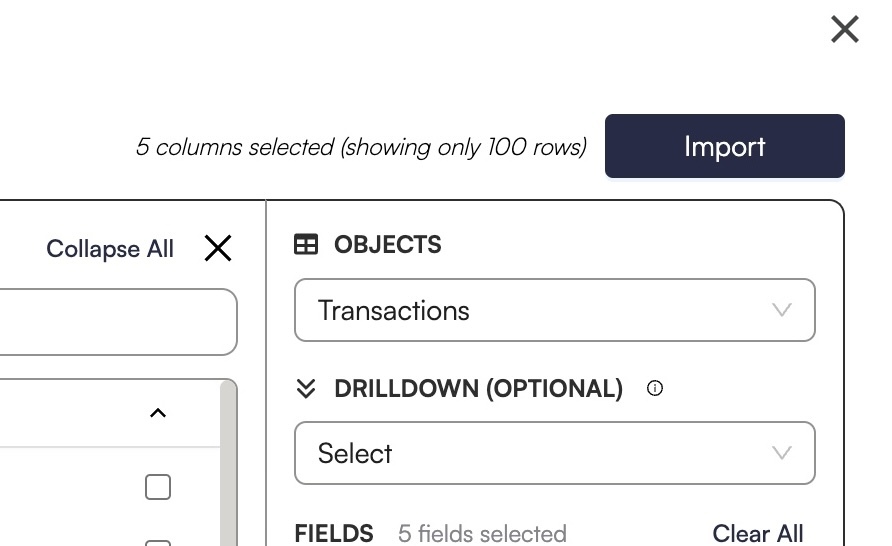 5 columns selected (showing only 100 rows)
Import
Collapse All
OBJECTS
Transactions
DRILLDOWN (OPTIONAL)
Select
FIELDS 5 fields selected Clear All